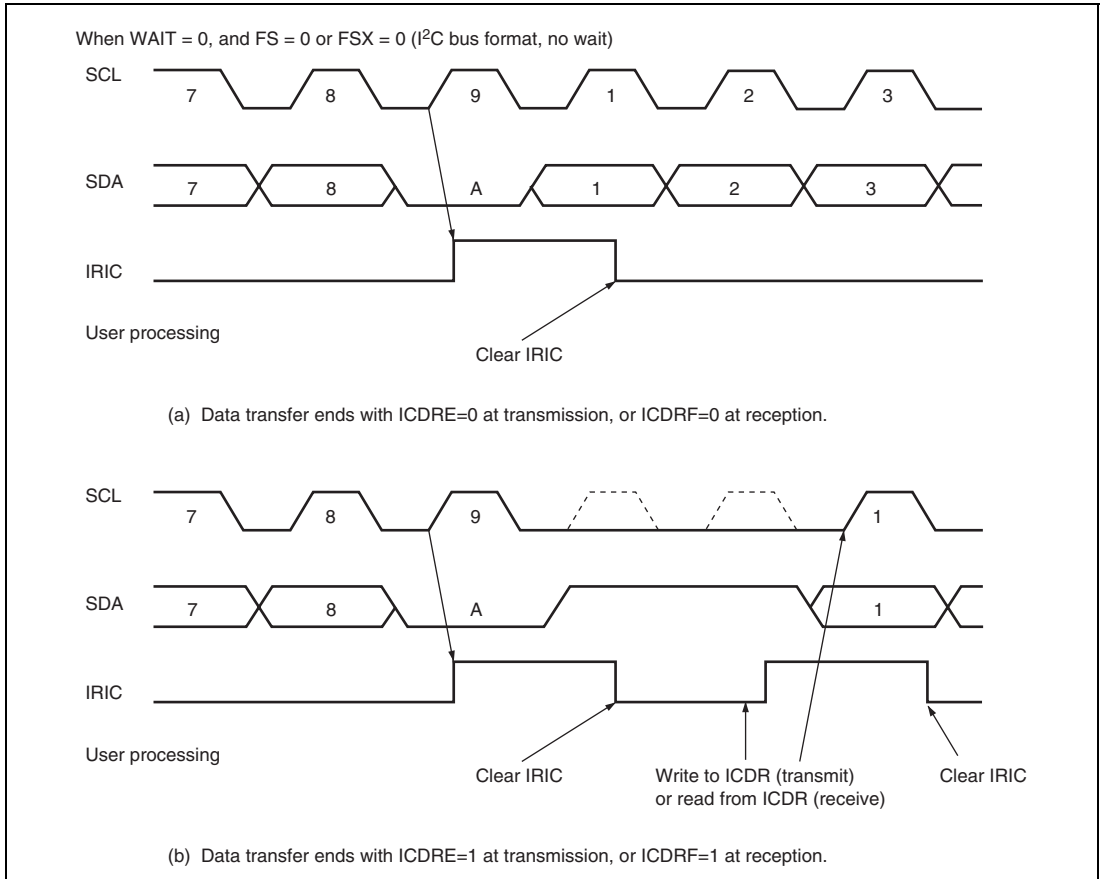 When WAIT = 0, and FS = 0 or FSX = 0 (I²C bus format, no wait)
SCL
7 8 9 1 2 3
SDA
7 8 A 1 2 3
IRIC
User processing
Clear IRIC
(a) Data transfer ends with ICDRE=0 at transmission, or ICDRF=0 at reception.
SCL
7 8 9 1
SDA
7 8 A 1
IRIC
User processing
Clear IRIC Write to ICDR (transmit) Clear IRIC
or read from ICDR (receive)
(b) Data transfer ends with ICDRE=1 at transmission, or ICDRF=1 at reception.